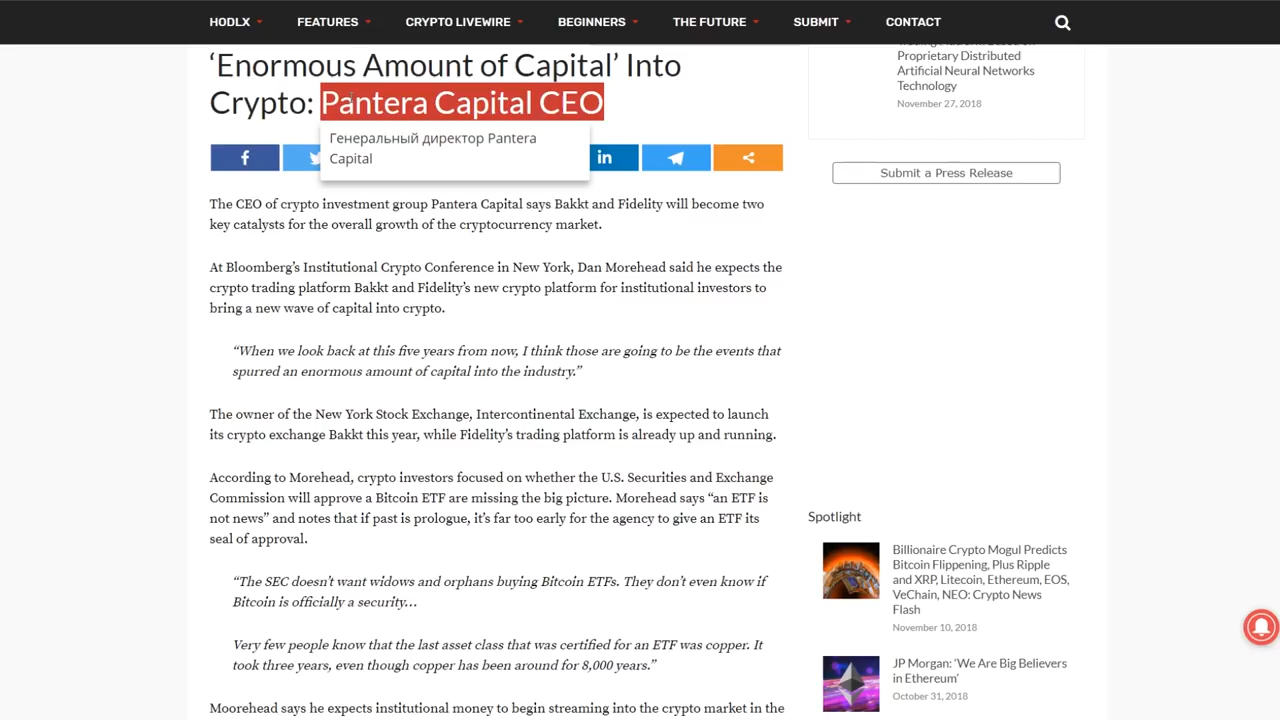 HODLX
FEATURES
CRYPTO LIVEWIRE
BEGINNERS
THE FUTURE
SUBMIT
CONTACT
‘Enormous Amount of Capital’ Into
Crypto: Pantera Capital CEO
Генеральный директор Pantera
Capital
The CEO of crypto investment group Pantera Capital says Bakkt and Fidelity will become two
key catalysts for the overall growth of the cryptocurrency market.
At Bloomberg’s Institutional Crypto Conference in New York, Dan Morehead said he expects the
crypto trading platform Bakkt and Fidelity’s new crypto platform for institutional investors to
bring a new wave of capital into crypto.
“When we look back at this five years from now, I think those are going to be the events that
spurred an enormous amount of capital into the industry.”
The owner of the New York Stock Exchange, Intercontinental Exchange, is expected to launch
its crypto exchange Bakkt this year, while Fidelity’s trading platform is already up and running.
According to Morehead, crypto investors focused on whether the U.S. Securities and Exchange
Commission will approve a Bitcoin ETF are missing the big picture. Morehead says “an ETF is
not news” and notes that if past is prologue, it’s far too early for the agency to give an ETF its
seal of approval.
“The SEC doesn’t want widows and orphans buying Bitcoin ETFs. They don’t even know if
Bitcoin is officially a security…
Very few people know that the last asset class that was certified for an ETF was copper. It
took three years, even though copper has been around for 8,000 years.”
Moorehead says he expects institutional money to begin streaming into the crypto market in the
Proprietary Distributed
Artificial Neural Networks
Technology
November 27, 2018
Submit a Press Release
Spotlight
Billionaire Crypto Mogul Predicts
Bitcoin Flippening, Plus Ripple
and XRP, Litecoin, Ethereum, EOS,
VeChain, NEO: Crypto News
Flash
November 10, 2018
JP Morgan: ‘We Are Big Believers
in Ethereum’
October 31, 2018